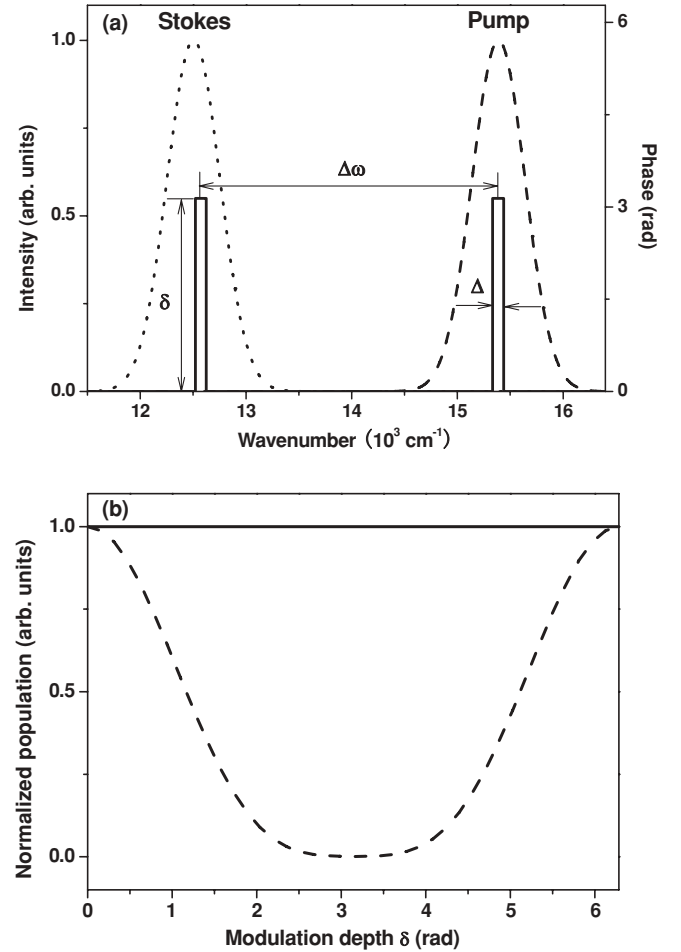 (a)
Stokes
Pump
1.0
0.5
0.0
6
3
0
Δω
δ
Δ
Intensity (arb. units)
Phase (rad)
12
13
14
15
16
Wavenumber (10³ cm⁻¹)
(b)
1.0
0.5
0.0
Normalized population (arb. units)
0
1
2
3
4
5
6
Modulation depth δ (rad)